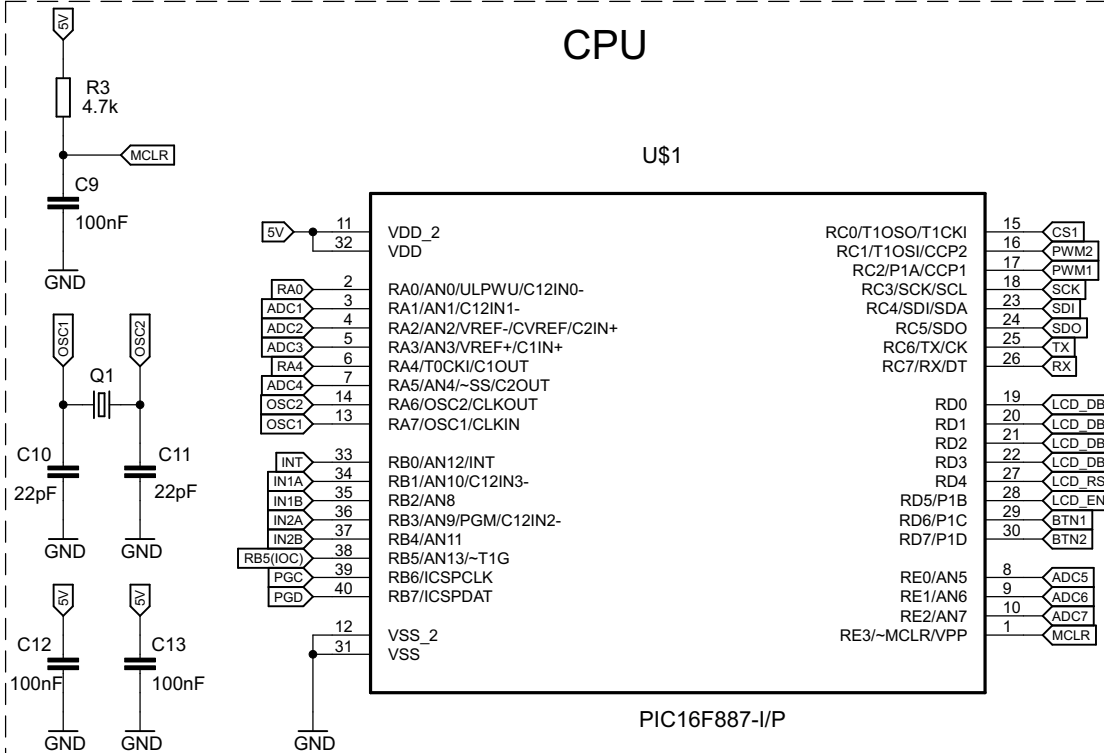 CPU
5V
R3
4.7k
MCLR
C9
100nF
GND
OSC1
OSC2
Q1
C10
22pF
C11
22pF
GND
GND
5V
5V
C12
100nF
C13
100nF
GND
GND
U$1
5V
11 VDD_2
32 VDD
RA0 2 RA0/AN0/ULPWU/C12IN0-
ADC1 3 RA1/AN1/C12IN1-
ADC2 4 RA2/AN2/VREF-/CVREF/C2IN+
ADC3 5 RA3/AN3/VREF+/C1IN+
RA4 6 RA4/T0CKI/C1OUT
ADC4 7 RA5/AN4/~SS/C2OUT
OSC2 14 RA6/OSC2/CLKOUT
OSC1 13 RA7/OSC1/CLKIN
INT 33 RB0/AN12/INT
IN1A 34 RB1/AN10/C12IN3-
IN1B 35 RB2/AN8
IN2A 36 RB3/AN9/PGM/C12IN2-
IN2B 37 RB4/AN11
RB5(IOC) 38 RB5/AN13/~T1G
PGC 39 RB6/ICSPCLK
PGD 40 RB7/ICSPDAT
12 VSS_2
31 VSS
GND
RC0/T1OSO/T1CKI 15 CS1
RC1/T1OSI/CCP2 16 PWM2
RC2/P1A/CCP1 17 PWM1
RC3/SCK/SCL 18 SCK
RC4/SDI/SDA 23 SDI
RC5/SDO 24 SDO
RC6/TX/CK 25 TX
RC7/RX/DT 26 RX
RD0 19 LCD_DB
RD1 20 LCD_DB
RD2 21 LCD_DB
RD3 22 LCD_DB
RD4 27 LCD_RS
RD5/P1B 28 LCD_EN
RD6/P1C 29 BTN1
RD7/P1D 30 BTN2
RE0/AN5 8 ADC5
RE1/AN6 9 ADC6
RE2/AN7 10 ADC7
RE3/~MCLR/VPP 1 MCLR
PIC16F887-I/P